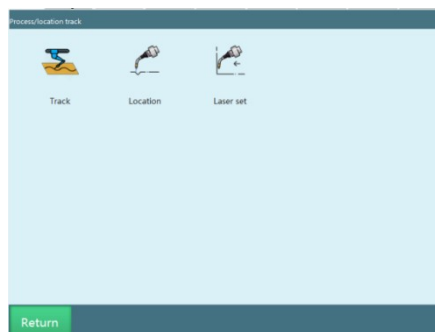 Process/location track
Track
Location
Laser set
Return